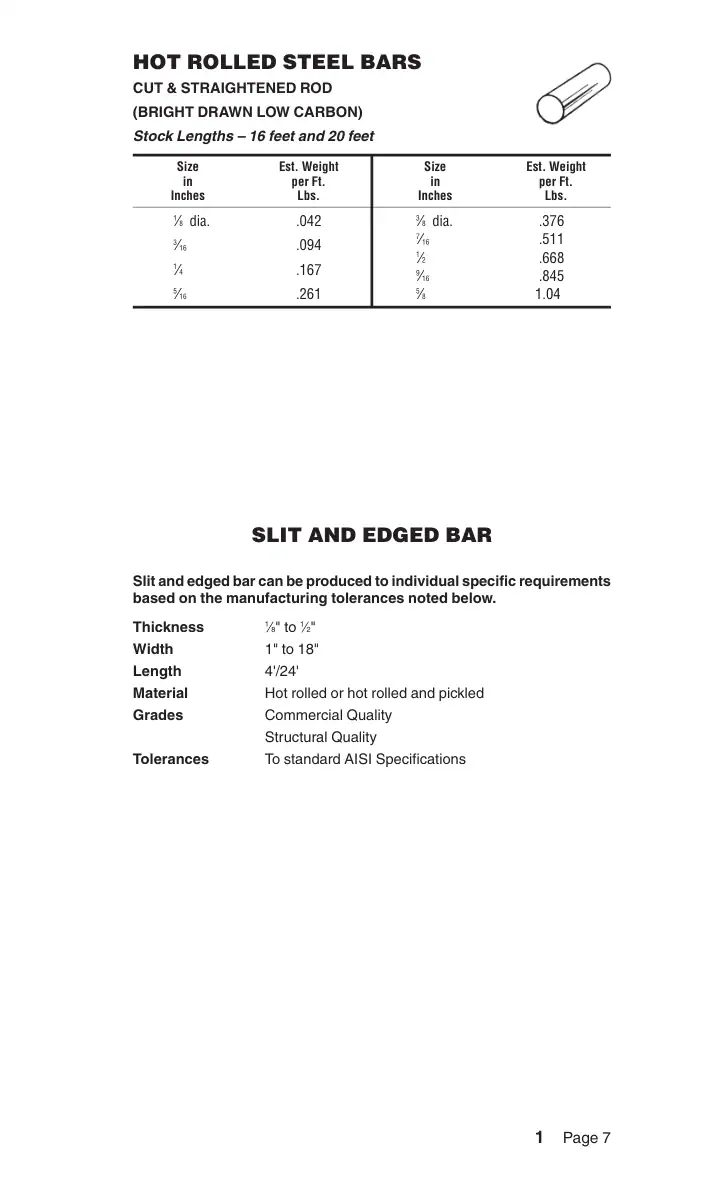 HOT ROLLED STEEL BARS
CUT & STRAIGHTENED ROD
(BRIGHT DRAWN LOW CARBON)
Stock Lengths – 16 feet and 20 feet
Size in Inches | Est. Weight per Ft. Lbs. | Size in Inches | Est. Weight per Ft. Lbs.
1⁄8 dia. .042 3⁄8 dia. .376
3⁄16 .094 7⁄16 .511
1⁄4 .167 1⁄2 .668
9⁄16 .845
5⁄16 .261 5⁄8 1.04
SLIT AND EDGED BAR
Slit and edged bar can be produced to individual specific requirements
based on the manufacturing tolerances noted below.
Thickness 1⁄8" to 1⁄2"
Width 1" to 18"
Length 4'/24'
Material Hot rolled or hot rolled and pickled
Grades Commercial Quality
Structural Quality
Tolerances To standard AISI Specifications
1 Page 7